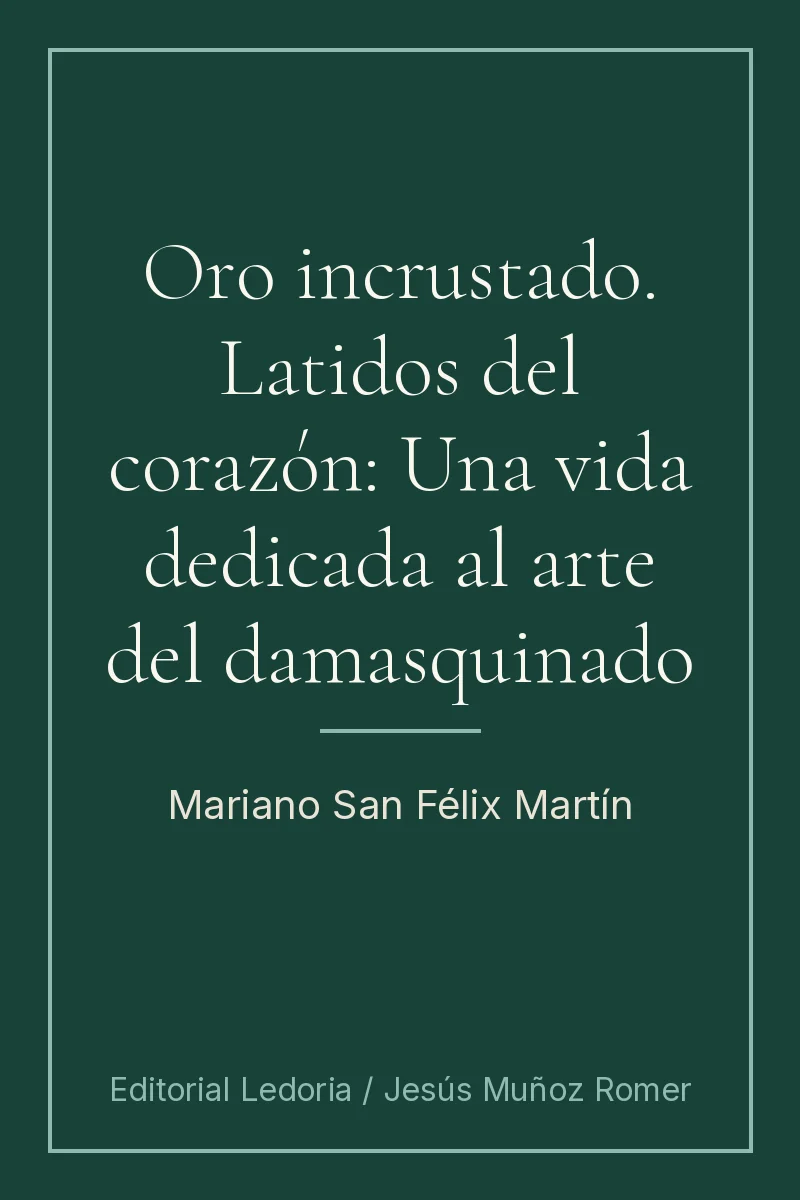 Oro incrustado.
Latidos del
corazón: Una vida
dedicada al arte
del damasquinado
Mariano San Félix Martín
Editorial Ledoria / Jesús Muñoz Romer